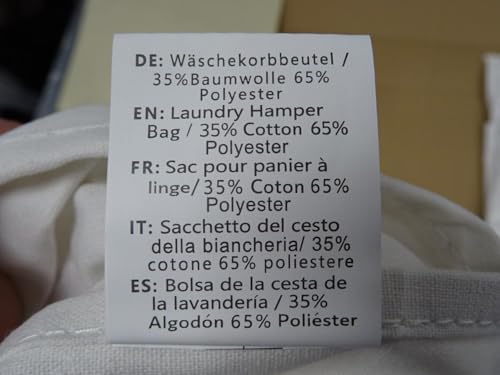 DE: Wäschekorbbeutel /
35%Baumwolle 65%
Polyester
EN: Laundry Hamper
Bag / 35% Cotton 65%
Polyester
FR: Sac pour panier à
linge/ 35% Coton 65%
Polyester
IT: Sacchetto del cesto
della biancheria/ 35%
cotone 65% poliestere
ES: Bolsa de la cesta de
la lavandería / 35%
Algodón 65% Poliéster